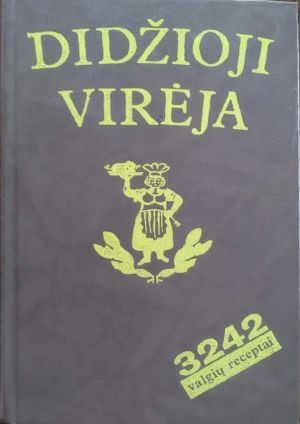 DIDŽIOJI
VIRĖJA
3242
valgių receptai